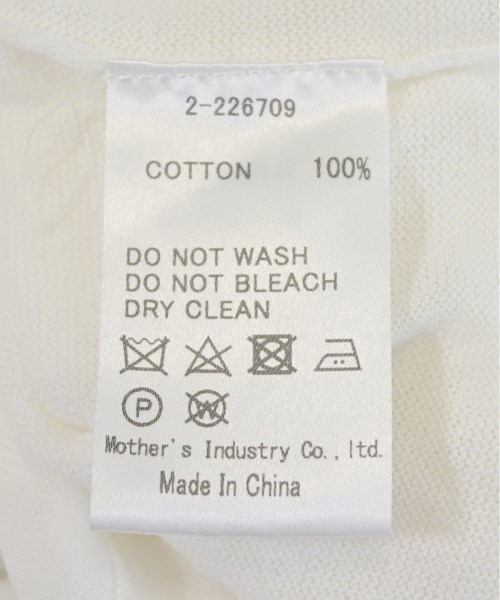 2-226709
COTTON 100%
DO NOT WASH
DO NOT BLEACH
DRY CLEAN
P W
Mother's Industry Co., ltd.
Made In China